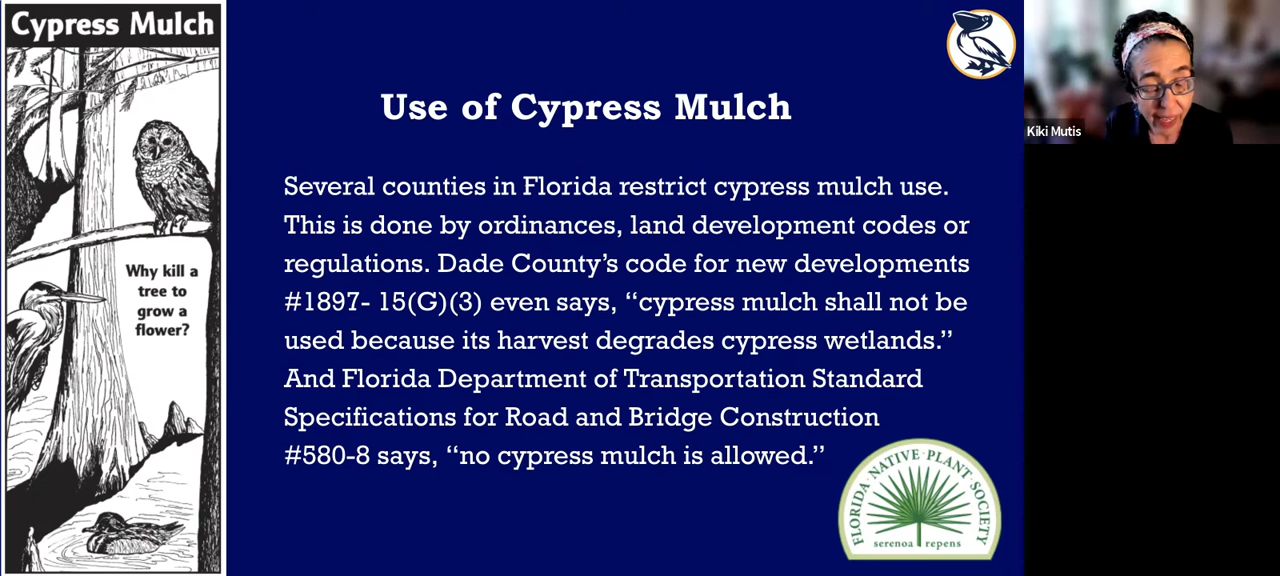 Cypress Mulch
Why kill a
tree to
grow a
flower?
Use of Cypress Mulch
Several counties in Florida restrict cypress mulch use.
This is done by ordinances, land development codes or
regulations. Dade County’s code for new developments
#1897- 15(G)(3) even says, “cypress mulch shall not be
used because its harvest degrades cypress wetlands.”
And Florida Department of Transportation Standard
Specifications for Road and Bridge Construction
#580-8 says, “no cypress mulch is allowed.”
FLORIDA NATIVE PLANT SOCIETY
serenoa repens
Kiki Mutis